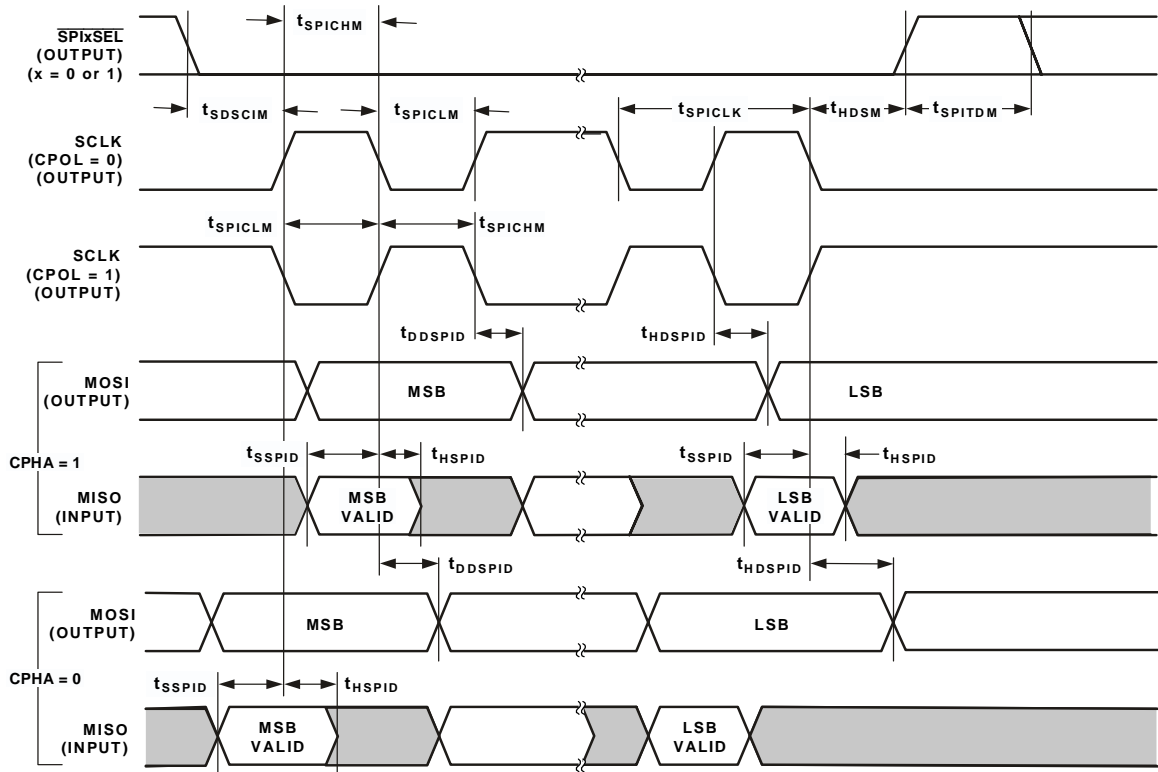 tSPICHM
SPIxSEL
(OUTPUT)
(x = 0 or 1)
tSDSCIM
tSPICLM
tSPICLK
tHDSM
tSPITDM
SCLK
(CPOL = 0)
(OUTPUT)
tSPICLM
tSPICHM
SCLK
(CPOL = 1)
(OUTPUT)
tDDSPID
tHDSPID
MOSI
(OUTPUT)
MSB
LSB
CPHA = 1
tSSPID
tHSPID
tSSPID
tHSPID
MISO
(INPUT)
MSB
VALID
LSB
VALID
tDDSPID
tHDSPID
MOSI
(OUTPUT)
MSB
LSB
CPHA = 0
tSSPID
tHSPID
MISO
(INPUT)
MSB
VALID
LSB
VALID